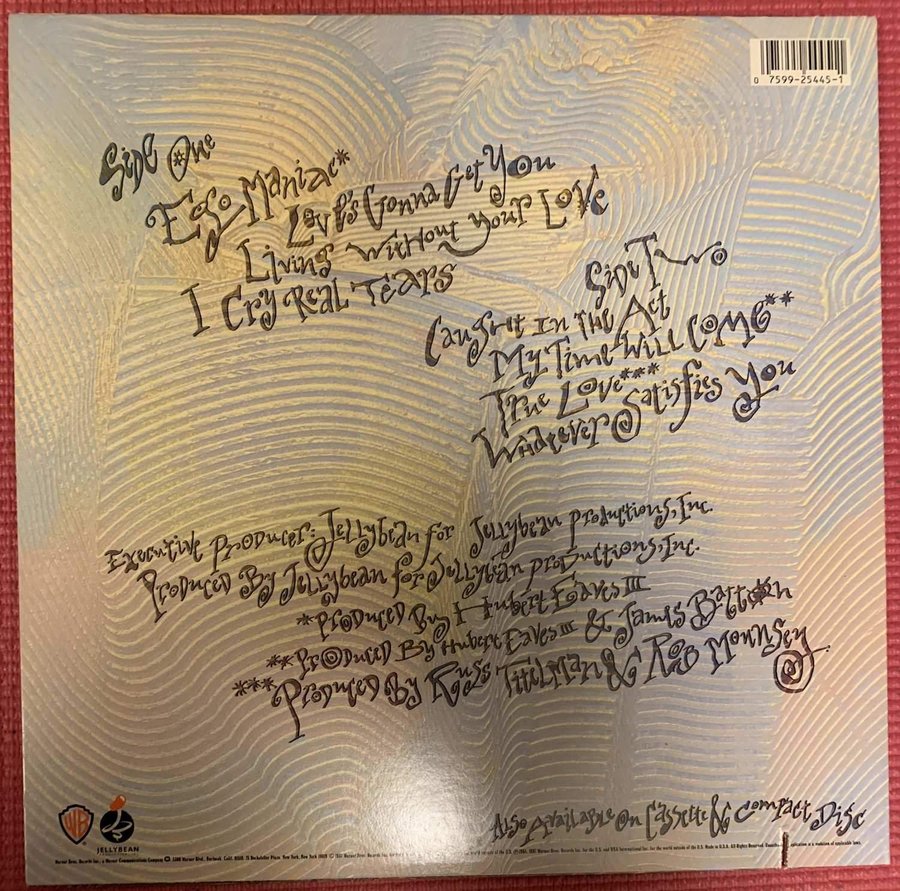 0 7599-25445-1
Side One
Ego Maniac*
Love's Gonna Get You
Living Without Your Love
I Cry Real Tears
Side Two
Caught In The Act
My Time Will Come**
True Love***
Whatever Satisfies You
Executive Producer: Jellybean for Jellybean Productions, Inc.
Produced By Jellybean for Jellybean Productions, Inc.
*Produced By Hubert Eaves III
**Produced By Hubert Eaves III & James Batton
***Produced By Russ Titelman & Rob Mounsey
Also Available On Cassette & Compact Disc
WB
JELLYBEAN